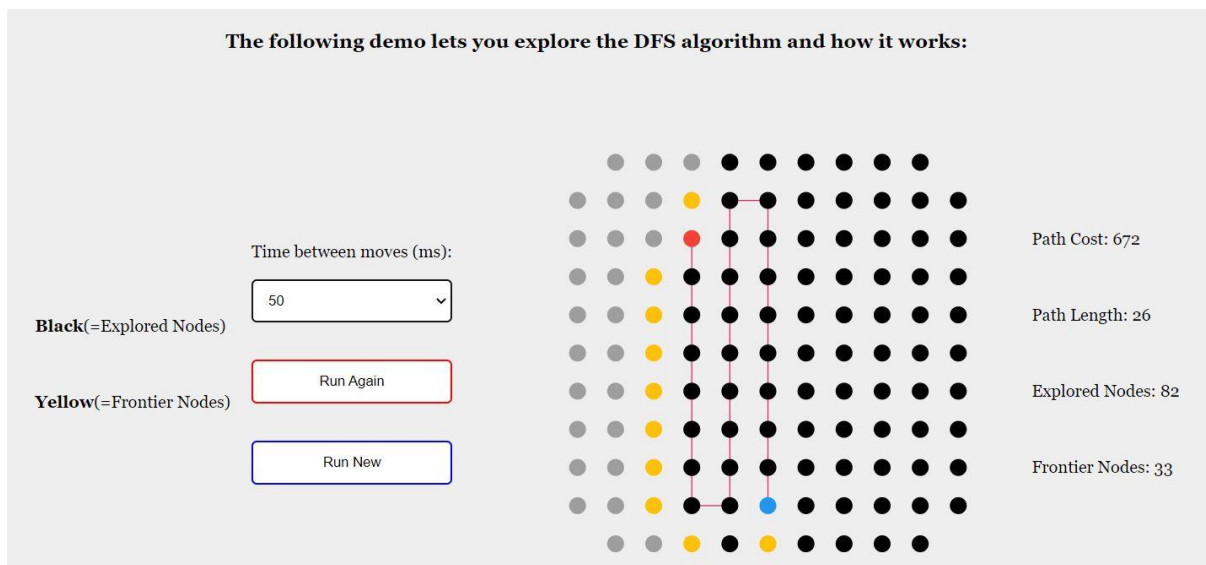 The following demo lets you explore the DFS algorithm and how it works:
Time between moves (ms):
50
Black(=Explored Nodes)
Run Again
Yellow(=Frontier Nodes)
Run New
Path Cost: 672
Path Length: 26
Explored Nodes: 82
Frontier Nodes: 33